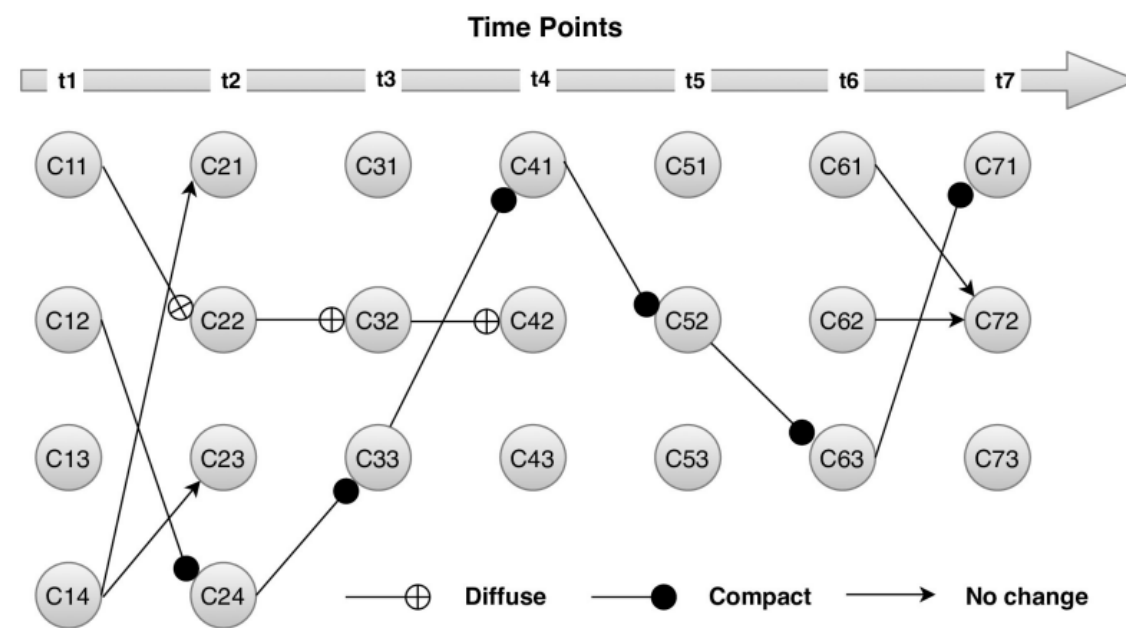 Time Points
t1 t2 t3 t4 t5 t6 t7
C11 C21 C31 C41 C51 C61 C71
C12 C22 C32 C42 C52 C62 C72
C13 C23 C33 C43 C53 C63 C73
C14 C24 Diffuse Compact No change